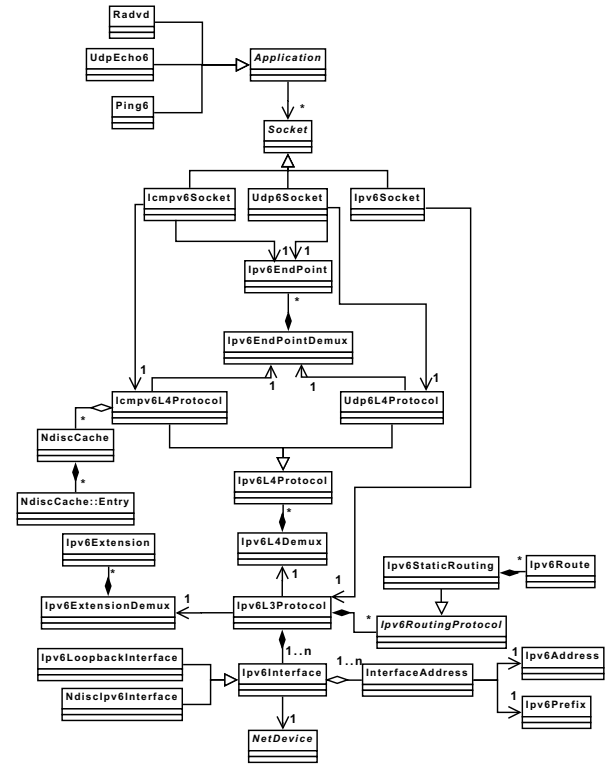 Radvd
UdpEcho6
Application
Ping6
*
Socket
Icmpv6Socket
Udp6Socket
Ipv6Socket
1
1
Ipv6EndPoint
*
Ipv6EndPointDemux
1
1
1
1
Icmpv6L4Protocol
Udp6L4Protocol
*
NdiscCache
*
Ipv6L4Protocol
NdiscCache::Entry
*
Ipv6Extension
Ipv6L4Demux
*
1
1
Ipv6StaticRouting
*
Ipv6Route
Ipv6ExtensionDemux
1
Ipv6L3Protocol
*
Ipv6RoutingProtocol
1..n
Ipv6LoopbackInterface
1..n
1
Ipv6Address
Ipv6Interface
InterfaceAddress
NdiscIpv6Interface
1
Ipv6Prefix
1
NetDevice